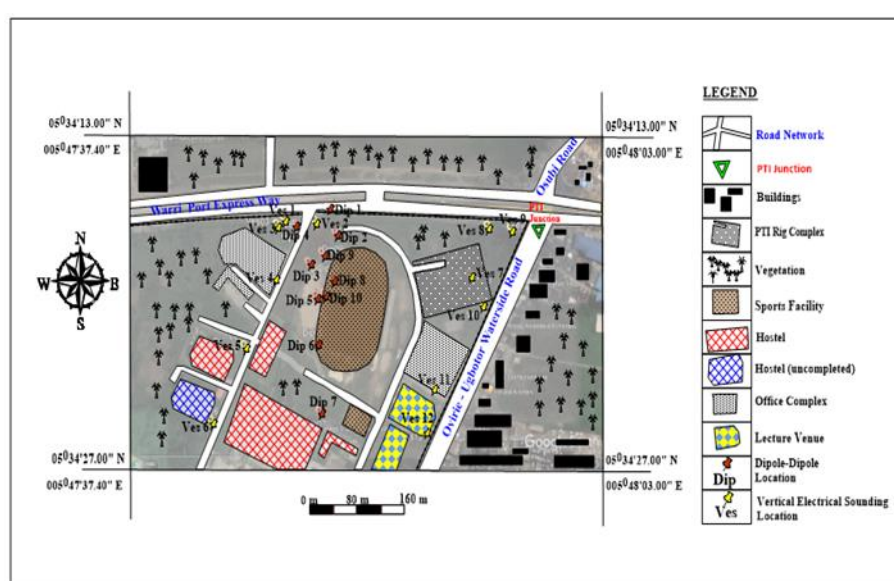 LEGEND
05⁰34'13.00" N
005⁰47'37.40" E
05⁰34'13.00" N
005⁰48'03.00" E
Road Network
PTI Junction
Buildings
PTI Rig Complex
Vegetation
Sports Facility
Hostel
Hostel (uncompleted)
Office Complex
Lecture Venue
Dip
Dipole-Dipole
Location
Ves
Vertical Electrical Sounding
Location
Osubi Road
Warri Port Express Way
PTI
Junction
Oviric - Ugbotor Waterside Road
N
W
S
Ves 1
Dip 1
Ves 2
Dip 4
Dip 2
Ves 8
Ves 9
Dip 9
Dip 3
Ves 4
Dip 8
Ves 7
Dip 5
Dip 10
Ves 10
Ves 5
Dip 6
Ves 11
Dip 7
Ves 6
Ves 12
05⁰34'27.00" N
005⁰47'37.40" E
05⁰34'27.00" N
005⁰48'03.00" E
0 m 80 m 160 m